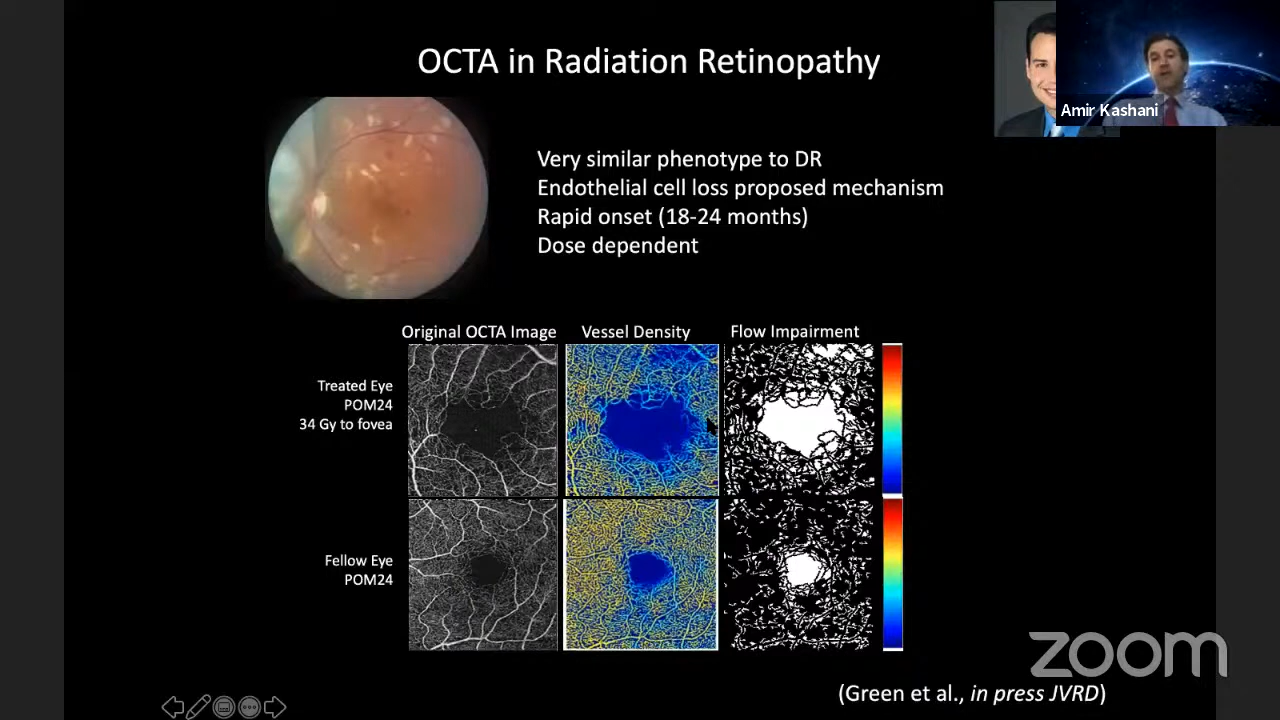 OCTA in Radiation Retinopathy
Amir Kashani
Very similar phenotype to DR
Endothelial cell loss proposed mechanism
Rapid onset (18-24 months)
Dose dependent
Original OCTA Image
Vessel Density
Flow Impairment
Treated Eye
POM24
34 Gy to fovea
Fellow Eye
POM24
zoom
(Green et al., in press JVRD)